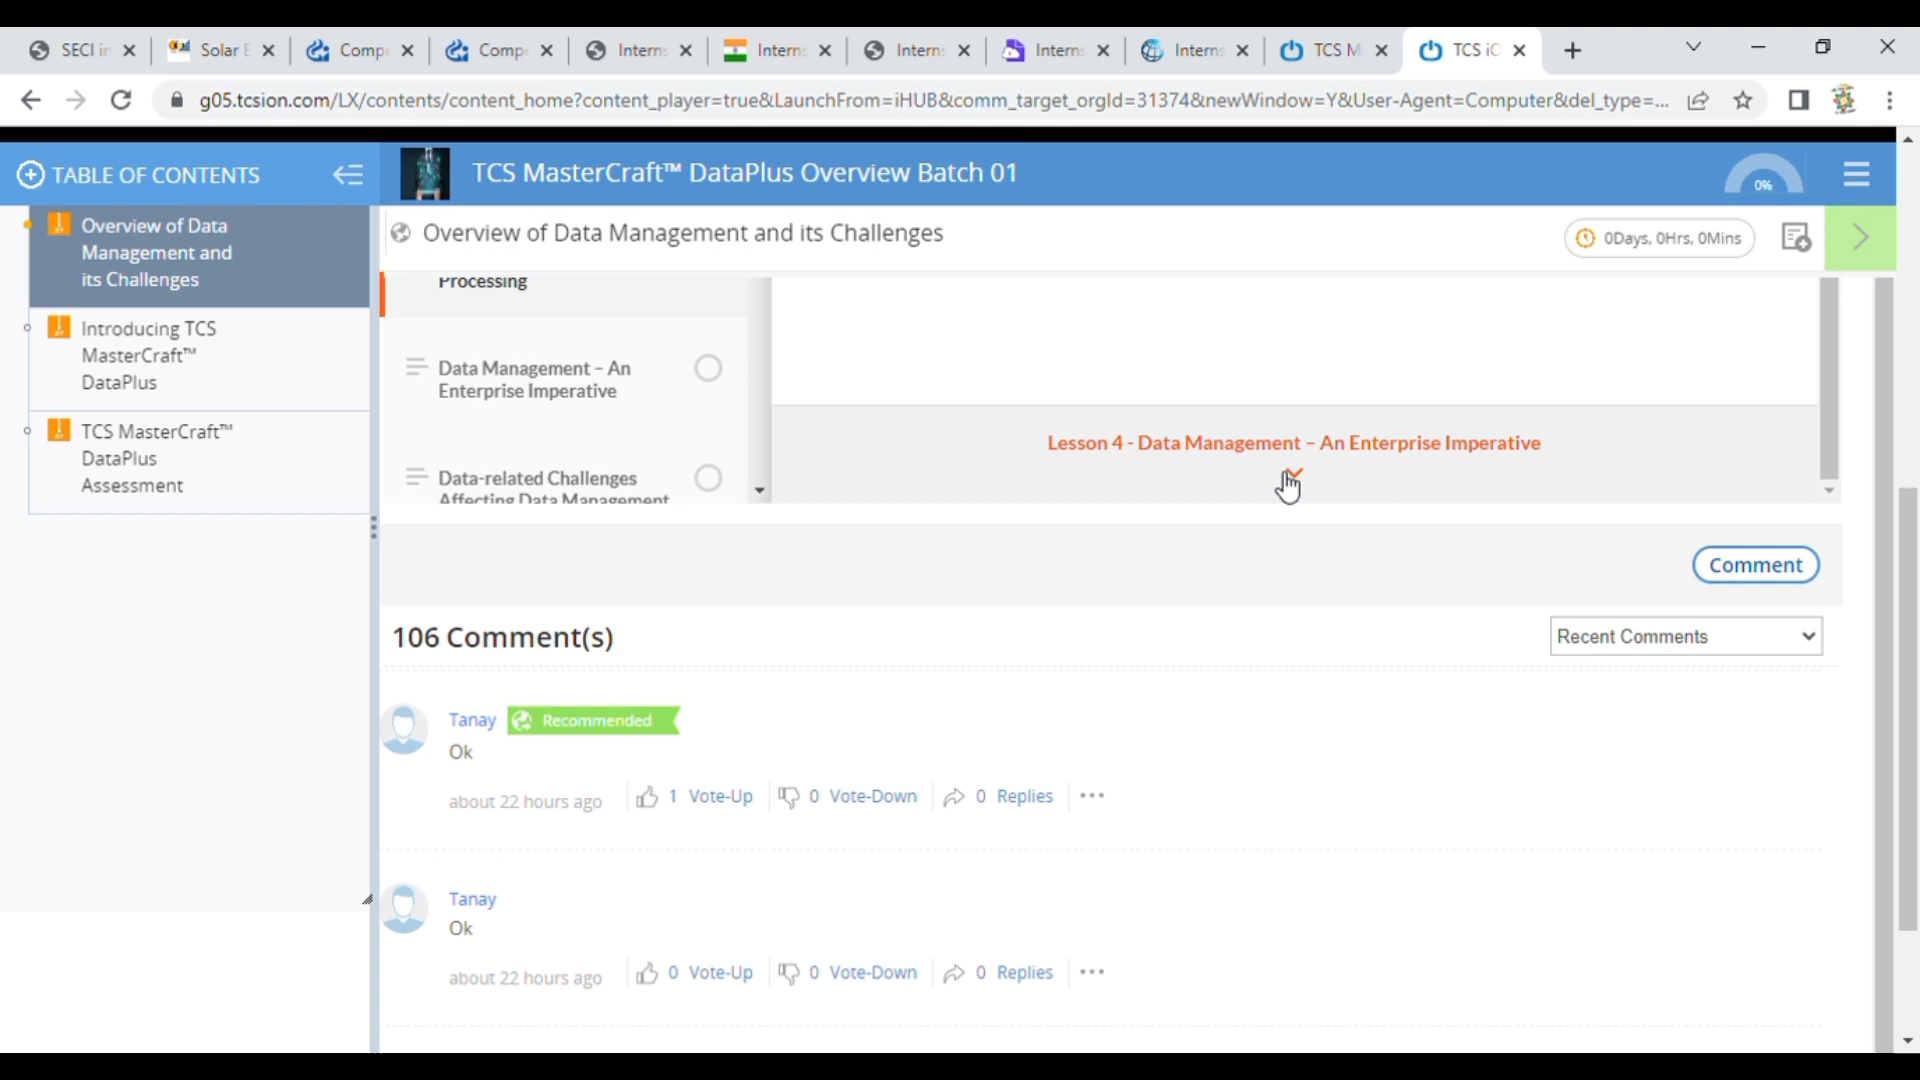 SECI in
Solar E
Comp
Comp
Intern
Intern
Intern
Intern
Intern
TCS M
TCS iO
g05.tcsion.com/LX/contents/content_home?content_player=true&LaunchFrom=iHUB&comm_target_orgId=31374&newWindow=Y&User-Agent=Computer&del_type=...
TABLE OF CONTENTS
TCS MasterCraft™ DataPlus Overview Batch 01
0%
Overview of Data
Management and
its Challenges
Introducing TCS
MasterCraft™
DataPlus
TCS MasterCraft™
DataPlus
Assessment
Overview of Data Management and its Challenges
0Days, 0Hrs, 0Mins
Processing
Data Management – An
Enterprise Imperative
Data-related Challenges
Affecting Data Management
Lesson 4 - Data Management – An Enterprise Imperative
Comment
106 Comment(s)
Recent Comments
Tanay Recommended
Ok
about 22 hours ago 1 Vote-Up 0 Vote-Down 0 Replies
Tanay
Ok
about 22 hours ago 0 Vote-Up 0 Vote-Down 0 Replies